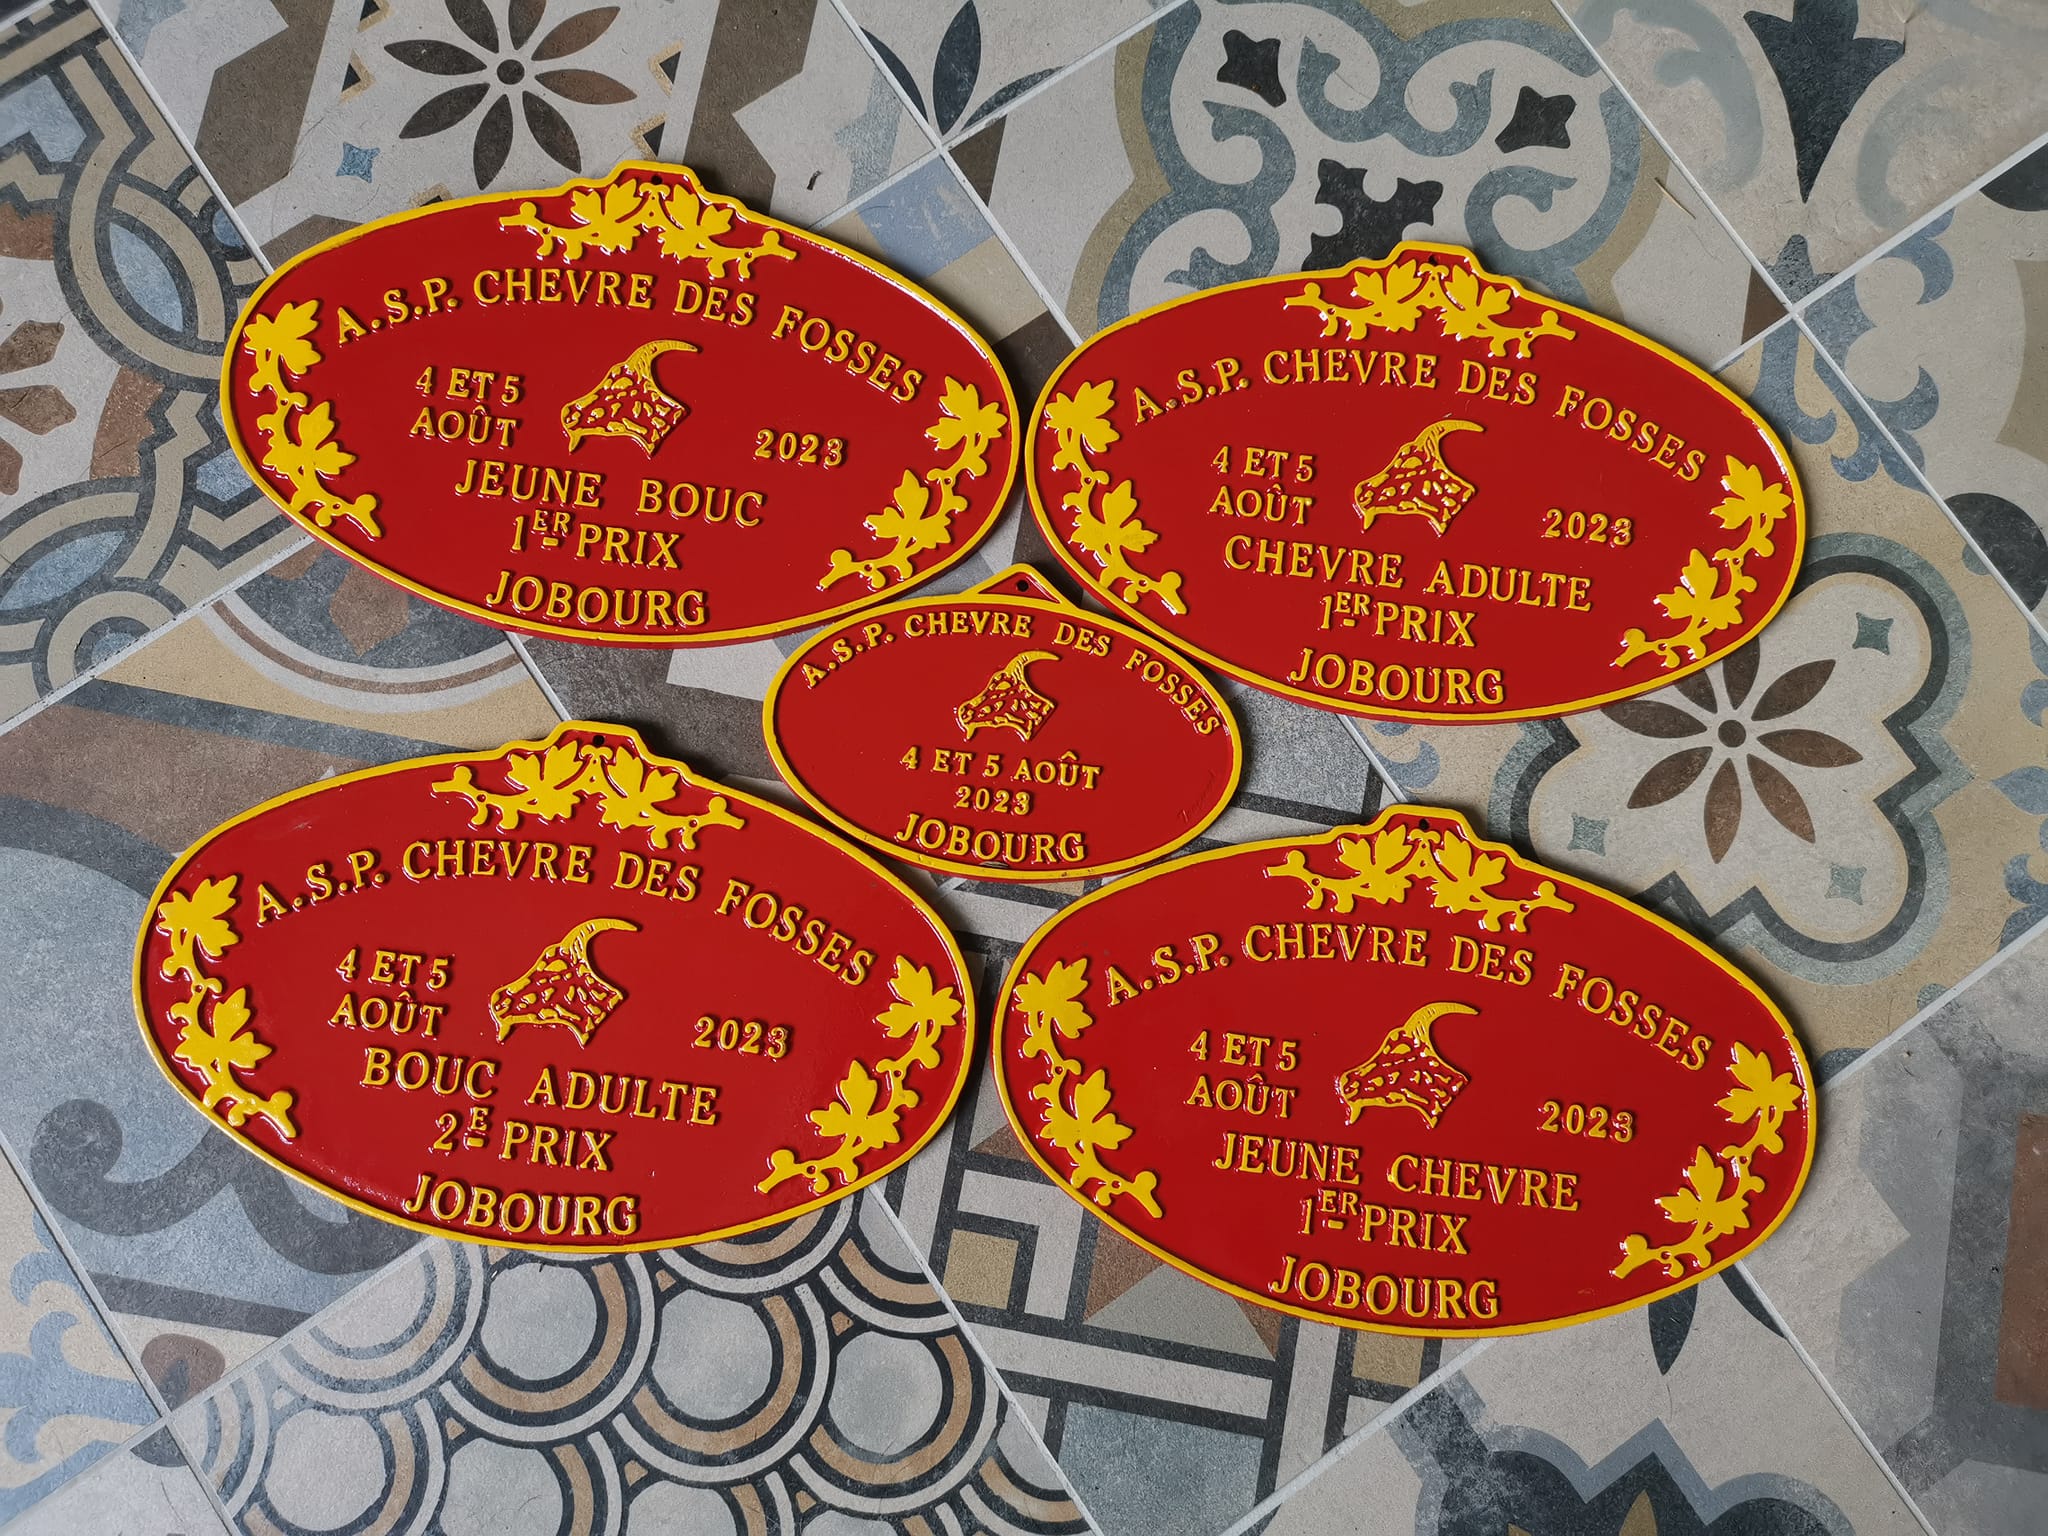 A.S.P. CHEVRE DES FOSSES
4 ET 5
AOÛT
2023
JEUNE BOUC
1ER PRIX
JOBOURG
A.S.P. CHEVRE DES FOSSES
4 ET 5
AOÛT
2023
CHEVRE ADULTE
1ER PRIX
JOBOURG
A.S.P. CHEVRE DES FOSSES
4 ET 5 AOÛT
2023
JOBOURG
A.S.P. CHEVRE DES FOSSES
4 ET 5
AOÛT
2023
BOUC ADULTE
2E PRIX
JOBOURG
A.S.P. CHEVRE DES FOSSES
4 ET 5
AOÛT
2023
JEUNE CHEVRE
1ER PRIX
JOBOURG